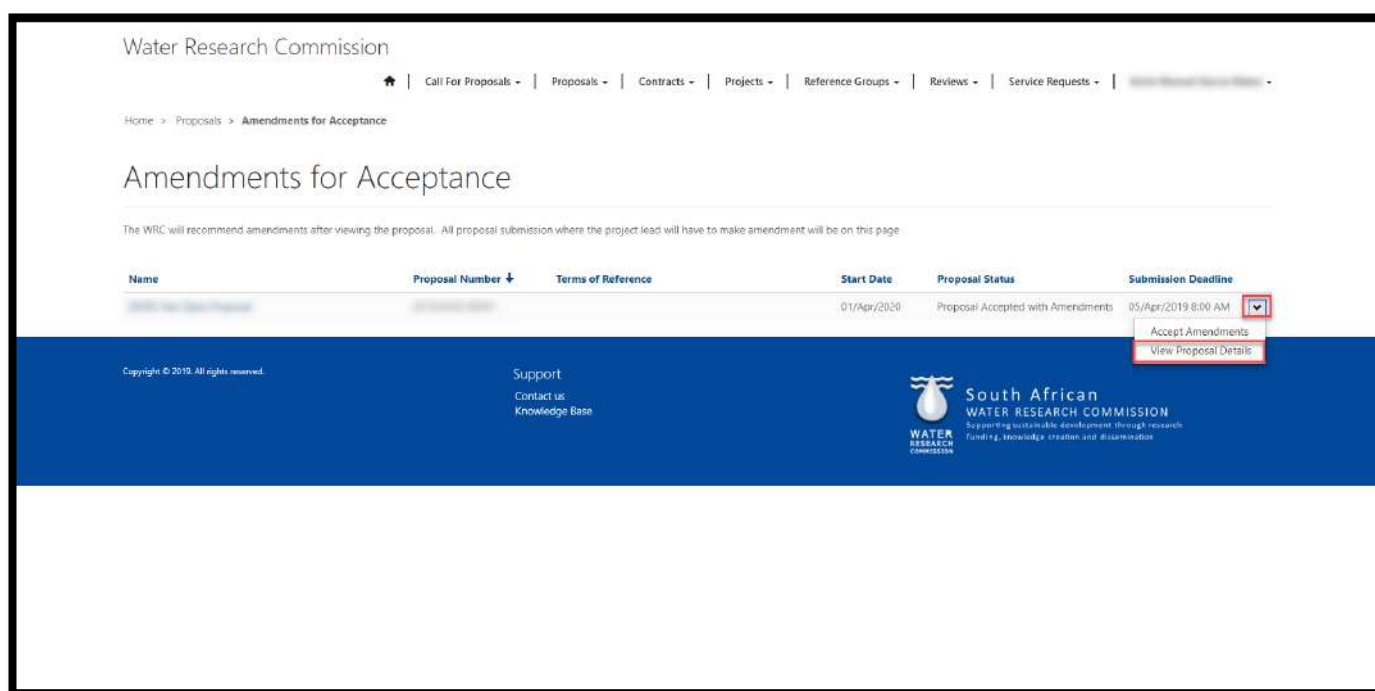 Water Research Commission
Call For Proposals | Proposals | Contracts | Projects | Reference Groups | Reviews | Service Requests |
Home > Proposals > Amendments for Acceptance
Amendments for Acceptance
The WRC will recommend amendments after viewing the proposal. All proposal submission where the project lead will have to make amendment will be on this page
Name Proposal Number Terms of Reference Start Date Proposal Status Submission Deadline
01/Apr/2020 Proposal Accepted with Amendments 05/Apr/2019 8:00 AM
Accept Amendments
View Proposal Details
Copyright © 2019. All rights reserved.
Support
Contact us
Knowledge Base
WATER
RESEARCH
COMMISSION
South African
WATER RESEARCH COMMISSION
Supporting sustainable development through research
funding, knowledge creation and dissemination